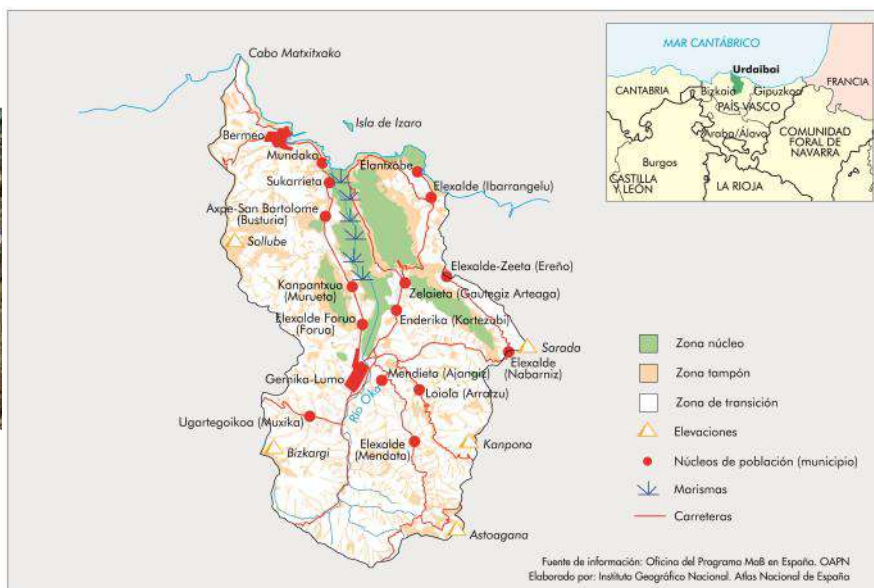 Cabo Matxitxako
Isla de Izaro
Bermeo
Mundaka
Sukarrieta
Axpe-San Bartolome
(Busturia)
Sollube
Elantxobe
Elexalde (Ibarrangelu)
Elexalde-Zeeta (Ereño)
Kanpantxua
(Murueta)
Zelaieta (Gautegiz Arteaga)
Elexalde Forua
(Forua)
Enderika (Kortezubi)
Sarada
Elexalde
(Nabarniz)
Gernika-Lumo
Mendieta (Ajangiz)
Río Oka
Loiola (Arratzu)
Ugartegoikoa (Muxika)
Bizkargi
Elexalde
(Mendata)
Kanpona
Astoagana
MAR CANTÁBRICO
Urdaibai
FRANCIA
CANTABRIA
Bizkaia
Gipuzkoa
PAÍS VASCO
Araba/Álava
COMUNIDAD
FORAL DE
NAVARRA
Burgos
CASTILLA
Y LEÓN
LA RIOJA
Zona núcleo
Zona tampón
Zona de transición
Elevaciones
Núcleos de población (municipio)
Marismas
Carreteras
Fuente de información: Oficina del Programa MaB en España. OAPN
Elaborado por: Instituto Geográfico Nacional. Atlas Nacional de España